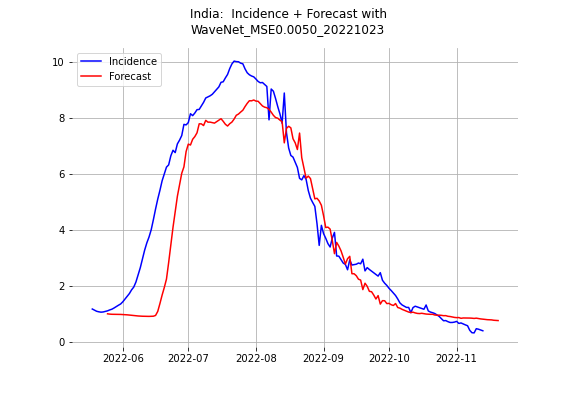 India:  Incidence + Forecast with
WaveNet_MSE0.0050_20221023
Incidence
Forecast
10
8
6
4
2
0
2022-06 2022-07 2022-08 2022-09 2022-10 2022-11